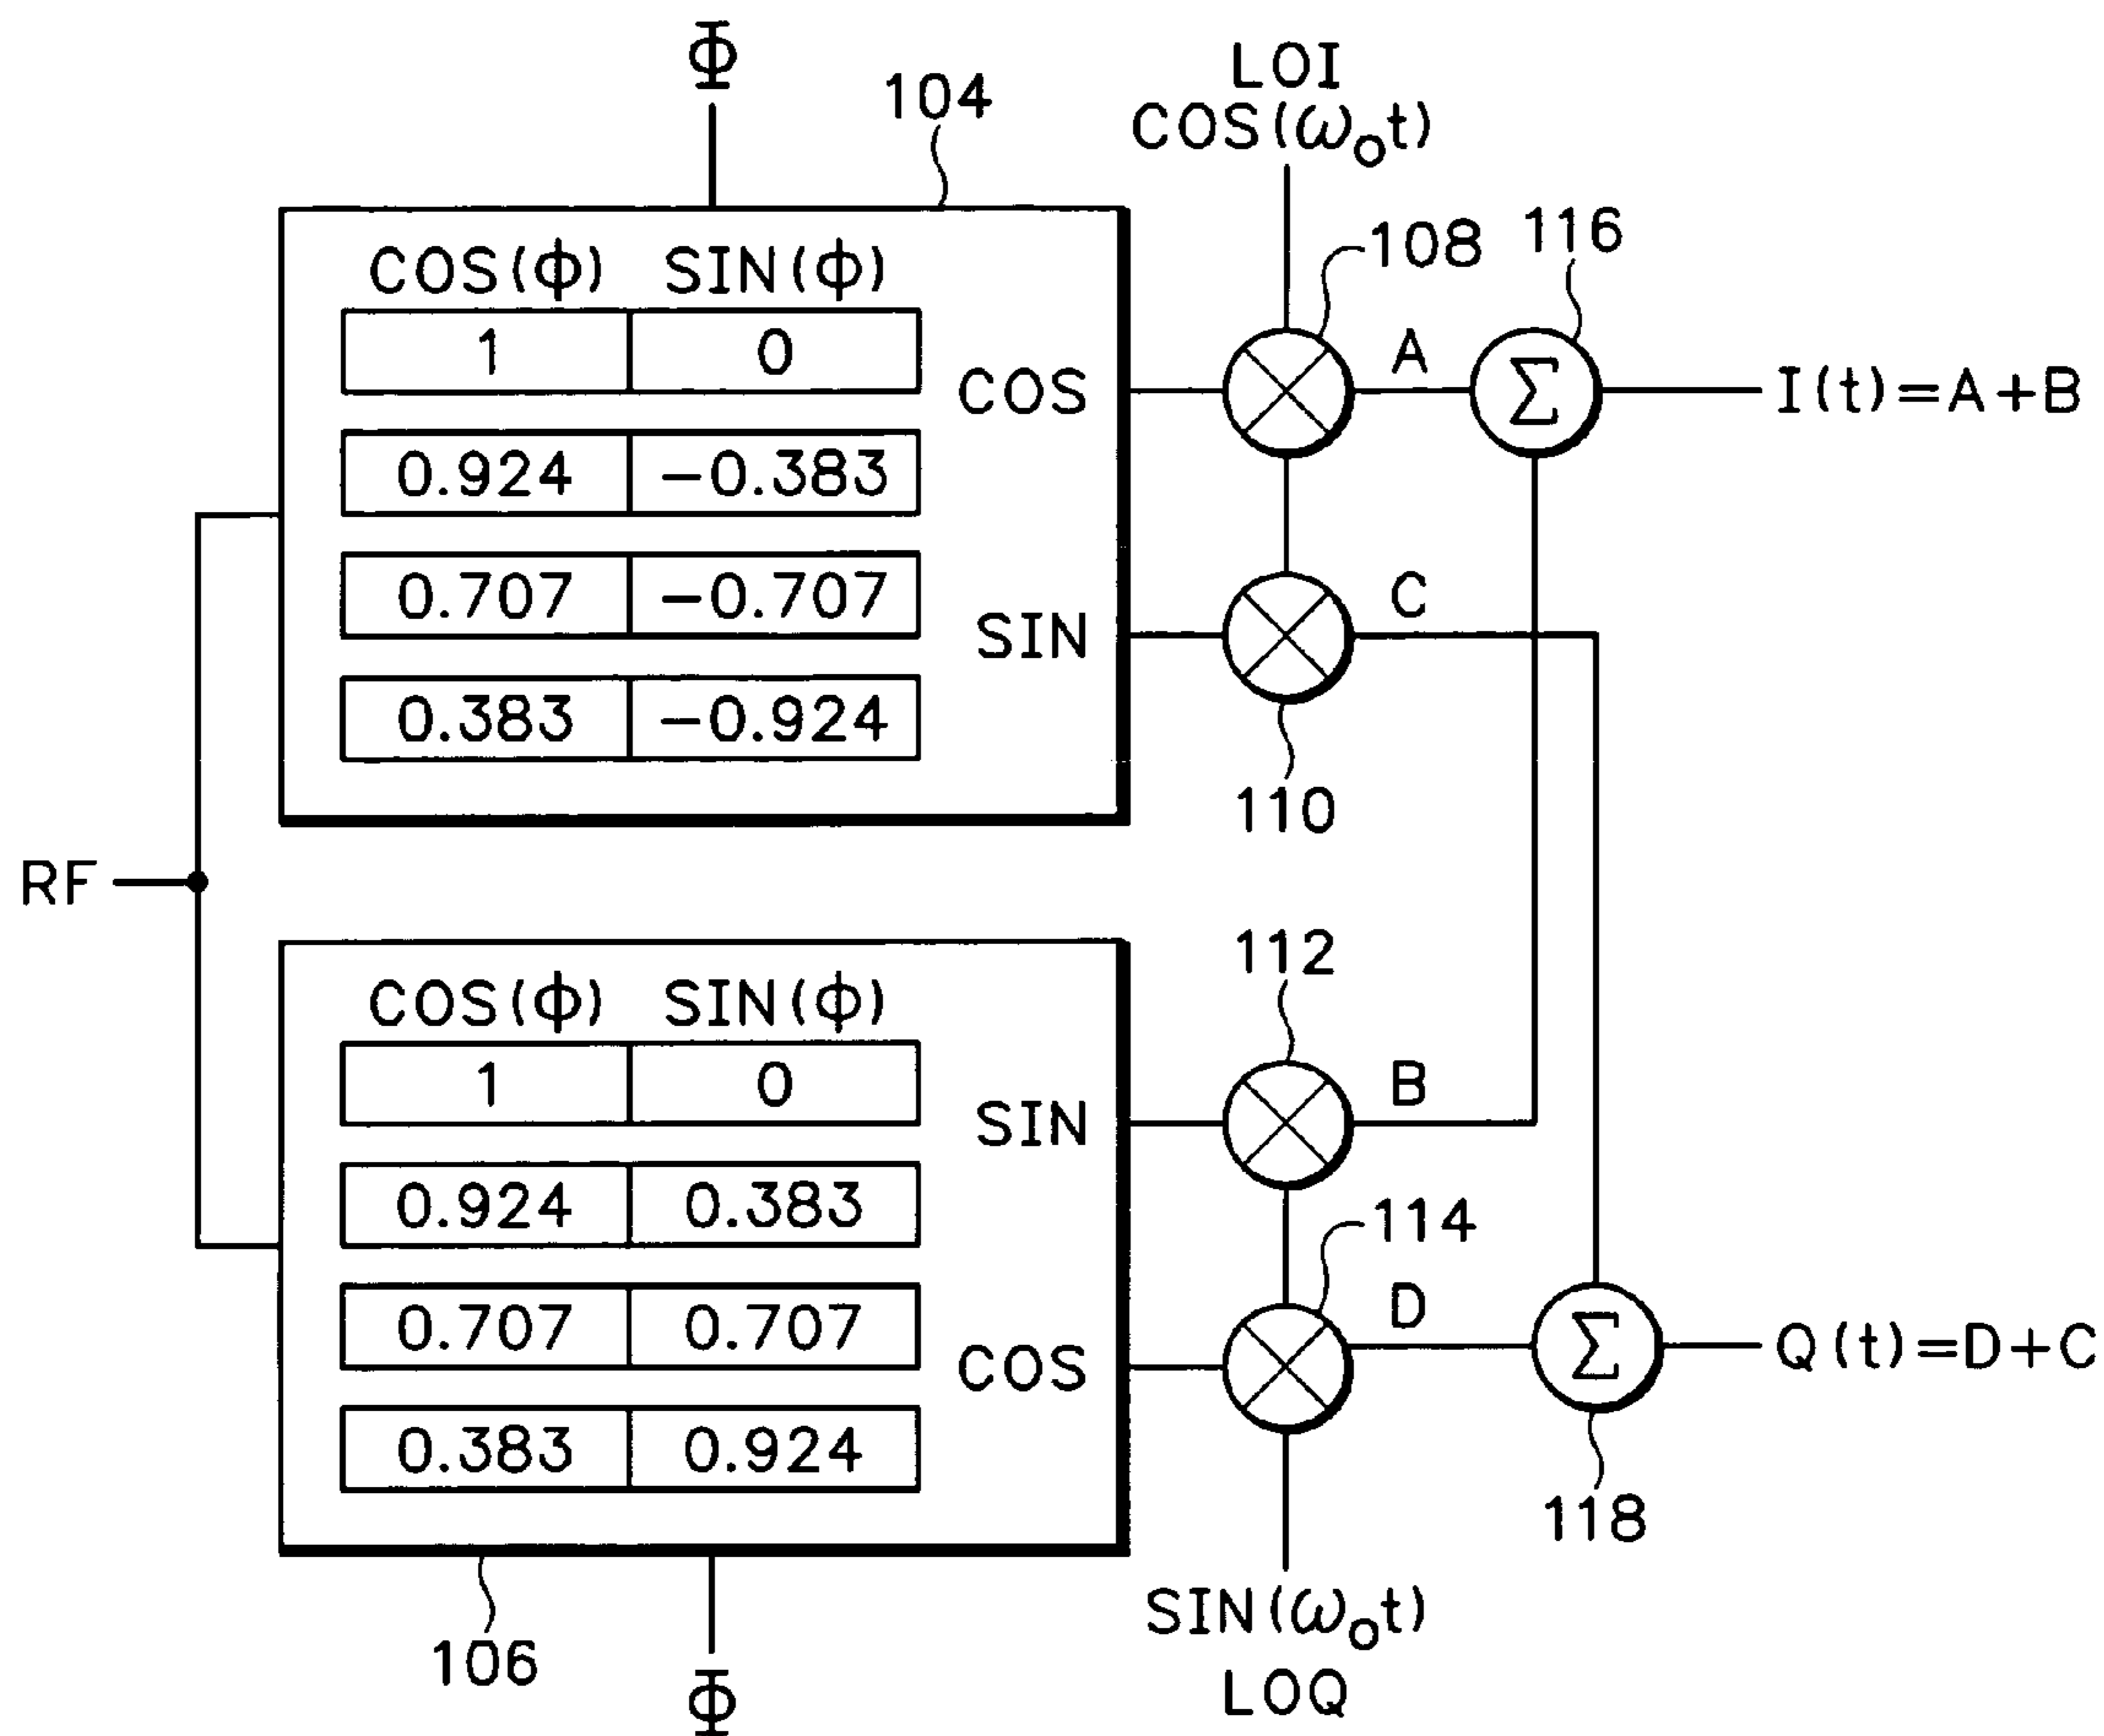 Φ
104
LOI
COS(ω₀t)
COS(ϕ) SIN(ϕ)
1 0
0.924 -0.383
0.707 -0.707
0.383 -0.924
COS
SIN
108
116
A
I(t)=A+B
C
110
RF
COS(ϕ) SIN(ϕ)
1 0
0.924 0.383
0.707 0.707
0.383 0.924
SIN
COS
112
B
114
D
Q(t)=D+C
118
106
Φ
SIN(ω₀t)
LOQ